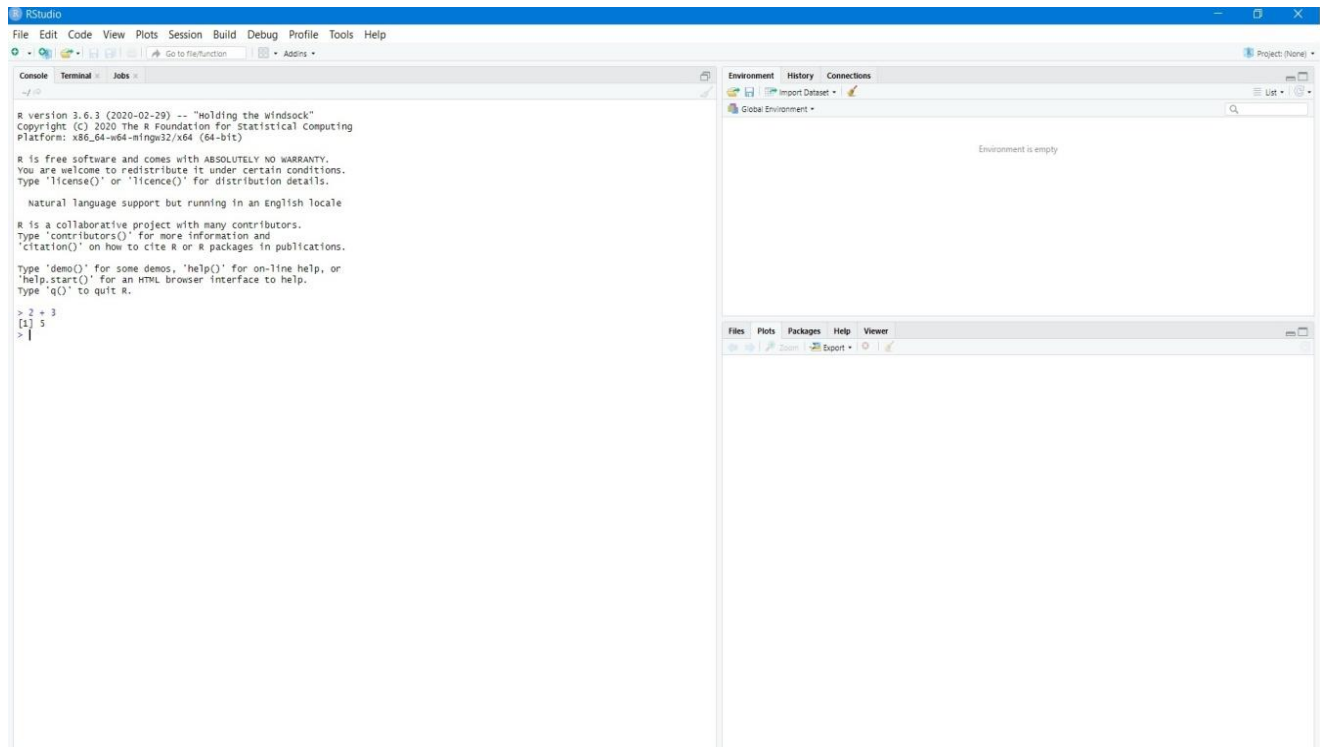 RStudio
File Edit Code View Plots Session Build Debug Profile Tools Help
Go to file/function Addins
Project: (None)
Console Terminal Jobs
~/
R version 3.6.3 (2020-02-29) -- "Holding the Windsock"
Copyright (C) 2020 The R Foundation for Statistical Computing
Platform: x86_64-w64-mingw32/x64 (64-bit)
R is free software and comes with ABSOLUTELY NO WARRANTY.
You are welcome to redistribute it under certain conditions.
Type 'license()' or 'licence()' for distribution details.
Natural language support but running in an English locale
R is a collaborative project with many contributors.
Type 'contributors()' for more information and
'citation()' on how to cite R or R packages in publications.
Type 'demo()' for some demos, 'help()' for on-line help, or
'help.start()' for an HTML browser interface to help.
Type 'q()' to quit R.
> 2 + 3
[1] 5
>
Environment History Connections
Import Dataset List
Global Environment
Environment is empty
Files Plots Packages Help Viewer
Zoom Export